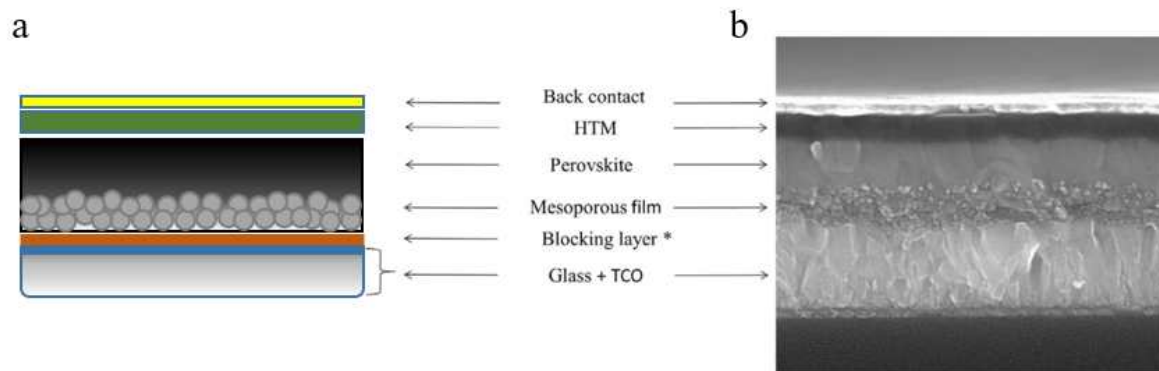 a
b
Back contact
HTM
Perovskite
Mesoporous film
Blocking layer *
Glass + TCO